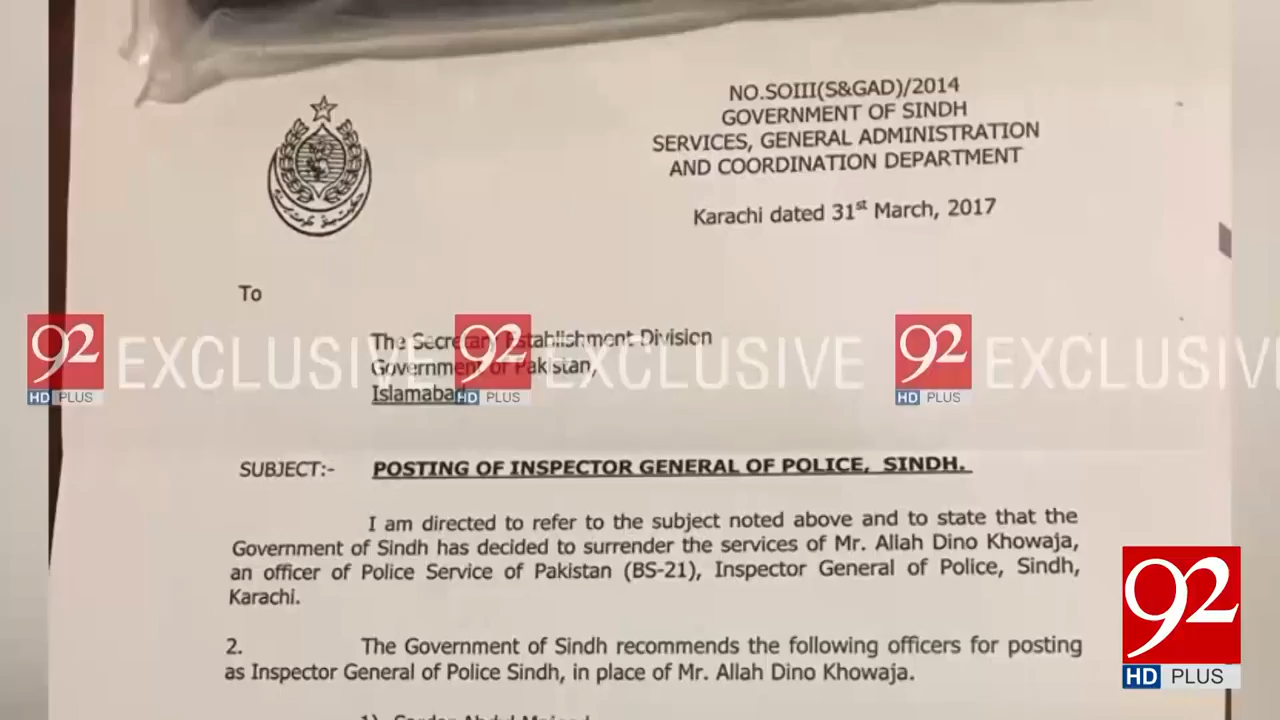 NO.SOIII(S&GAD)/2014
GOVERNMENT OF SINDH
SERVICES, GENERAL ADMINISTRATION
AND COORDINATION DEPARTMENT
Karachi dated 31st March, 2017
To
The Secretary Establishment Division
Government of Pakistan,
Islamabad
92 EXCLUSIVE 92 EXCLUSIVE 92 EXCLUSIVE
HD PLUS HD PLUS HD PLUS
SUBJECT:- POSTING OF INSPECTOR GENERAL OF POLICE, SINDH.
I am directed to refer to the subject noted above and to state that the
Government of Sindh has decided to surrender the services of Mr. Allah Dino Khowaja,
an officer of Police Service of Pakistan (BS-21), Inspector General of Police, Sindh,
Karachi.
2. The Government of Sindh recommends the following officers for posting
as Inspector General of Police Sindh, in place of Mr. Allah Dino Khowaja.
92
HD PLUS